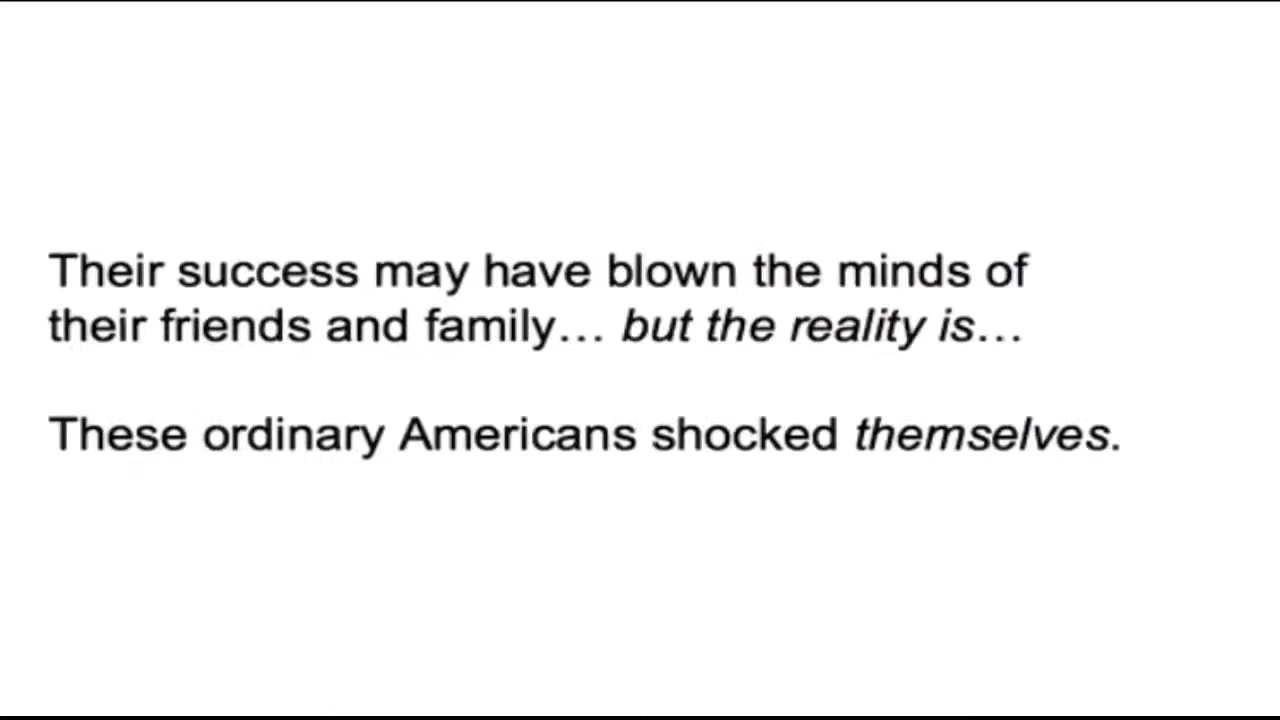 Their success may have blown the minds of
their friends and family… but the reality is…
These ordinary Americans shocked themselves.